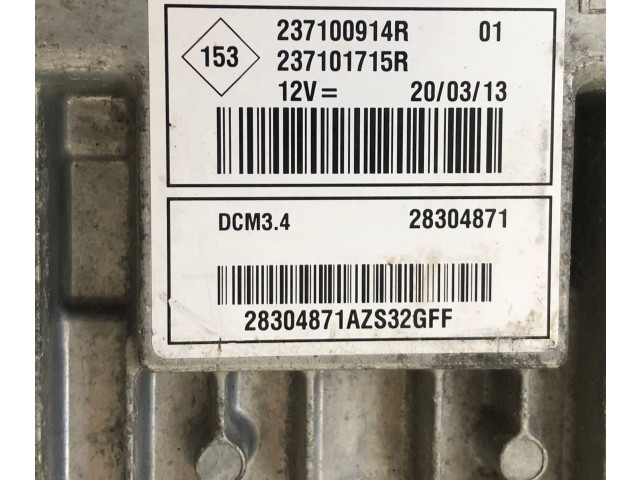 153
237100914R 01
237101715R
12V= 20/03/13
DCM3.4 28304871
28304871AZS32GFF